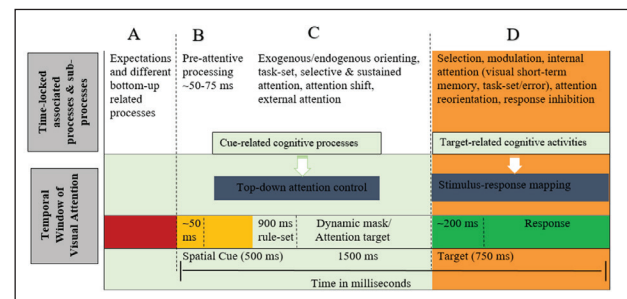 A
B
C
D
Time-locked
associated
processes & sub-
processes
Expectations
and different
bottom-up
related
processes
Pre-attentive
processing
~50-75 ms
Exogenous/endogenous orienting,
task-set, selective & sustained
attention, attention shift,
external attention
Selection, modulation, internal
attention (visual short-term
memory, task-set/error), attention
reorientation, response inhibition
Cue-related cognitive processes
Target-related cognitive activities
Temporal
Window of
Visual Attention
Top-down attention control
Stimulus-response mapping
~50
ms
900 ms
rule-set
Dynamic mask/
Attention target
~200 ms
Response
Spatial Cue (500 ms)
1500 ms
Target (750 ms)
Time in milliseconds